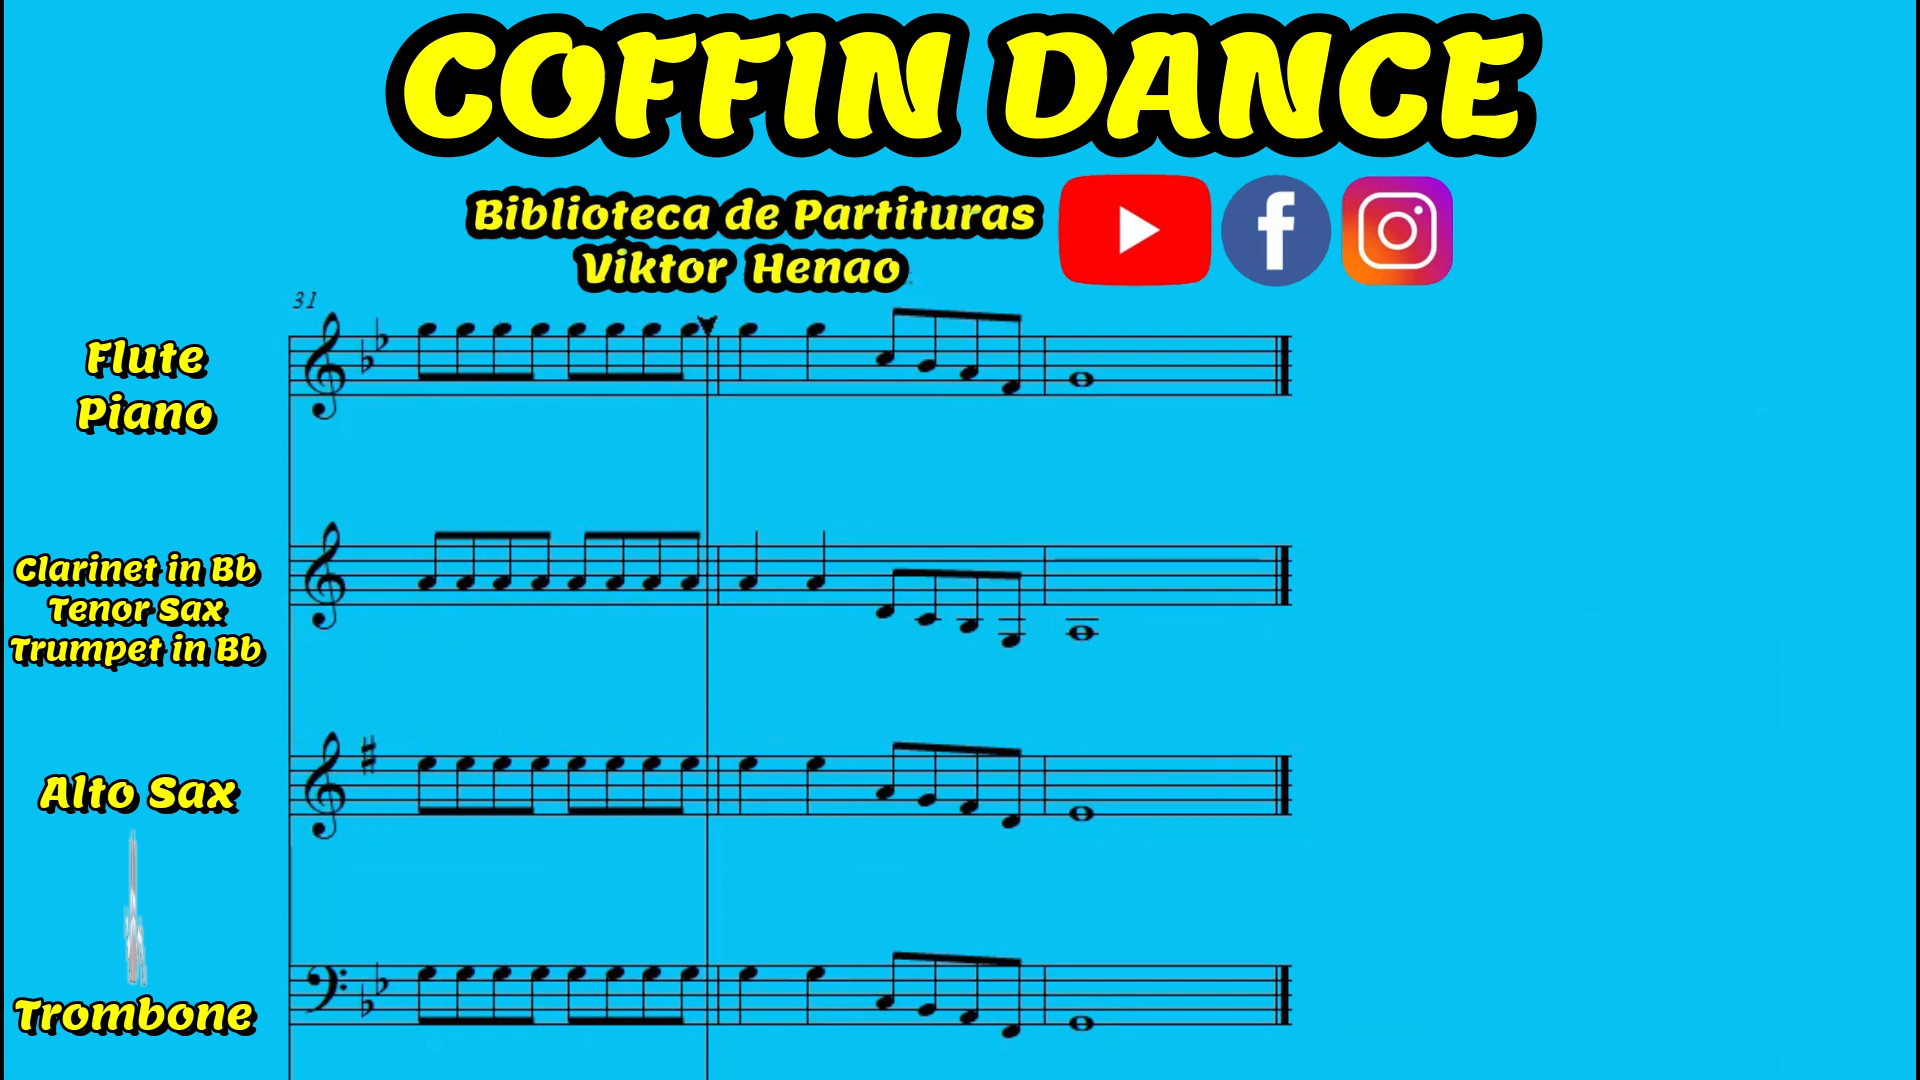 COFFIN DANCE
Biblioteca de Partituras
Viktor Henao
f
31
Flute
Piano
Clarinet in Bb
Tenor Sax
Trumpet in Bb
Alto Sax
Trombone